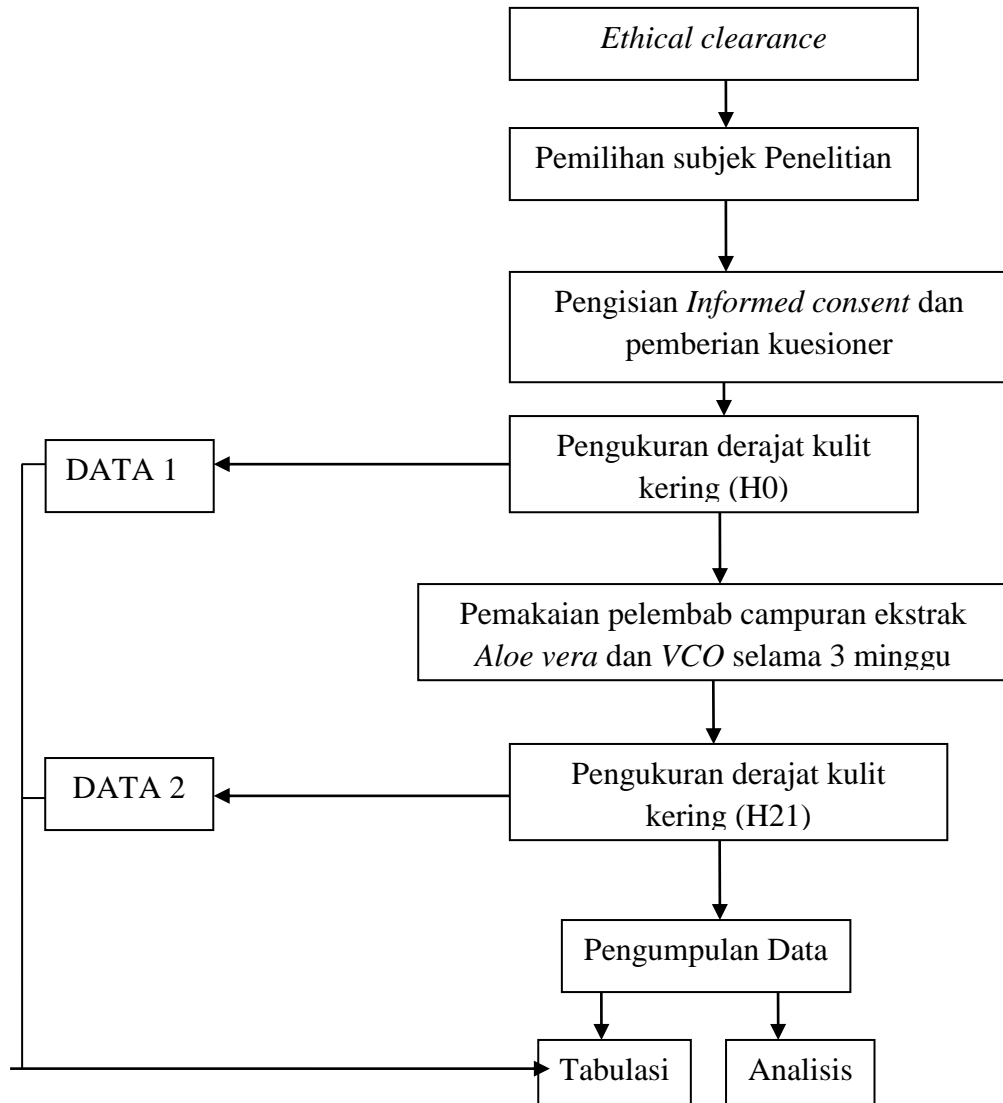 Ethical clearance
Pemilihan subjek Penelitian
Pengisian Informed consent dan
pemberian kuesioner
Pengukuran derajat kulit
kering (H0)
DATA 1
Pemakaian pelembab campuran ekstrak
Aloe vera dan VCO selama 3 minggu
Pengukuran derajat kulit
kering (H21)
DATA 2
Pengumpulan Data
Tabulasi
Analisis